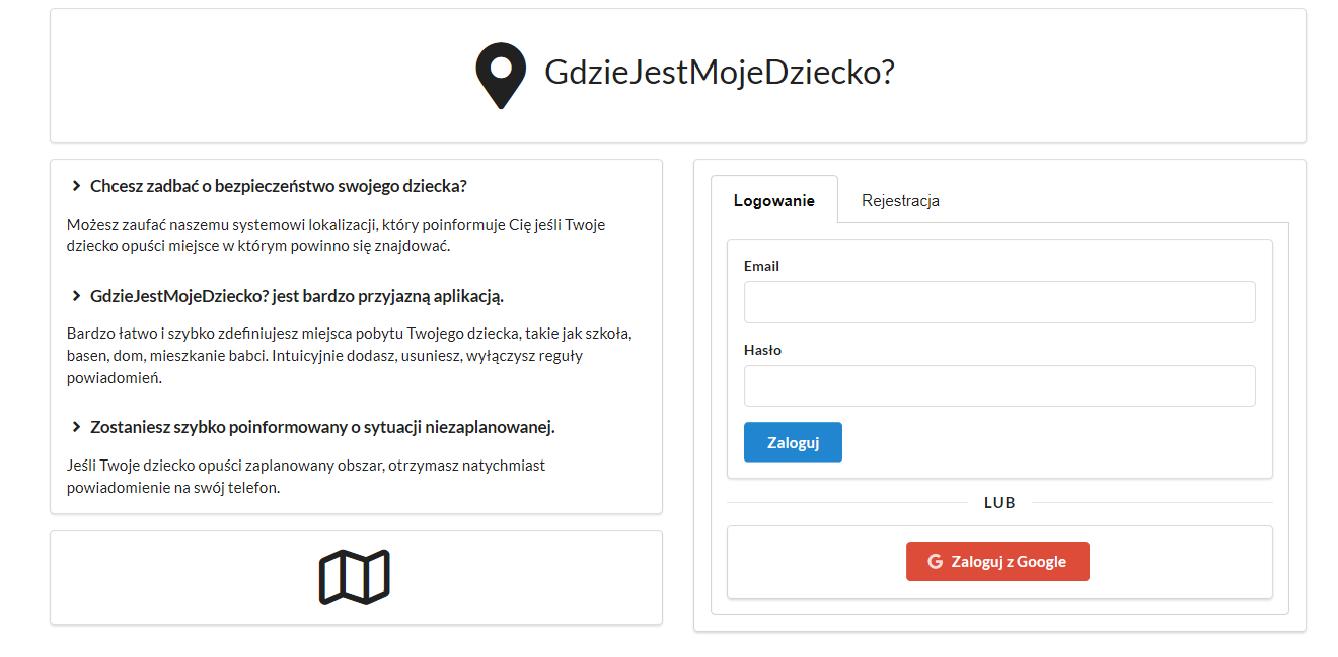 GdzieJestMojeDziecko?
Chcesz zadbać o bezpieczeństwo swojego dziecka?
Możesz zaufać naszemu systemowi lokalizacji, który poinformuje Cię jeśli Twoje
dziecko opuści miejsce w którym powinno się znajdować.
GdzieJestMojeDziecko? jest bardzo przyjazną aplikacją.
Bardzo łatwo i szybko zdefiniujesz miejsca pobytu Twojego dziecka, takie jak szkoła,
basen, dom, mieszkanie babci. Intuicyjnie dodasz, usuniesz, wyłączysz reguły
powiadomień.
Zostaniesz szybko poinformowany o sytuacji niezaplanowanej.
Jeśli Twoje dziecko opuści zaplanowany obszar, otrzymasz natychmiast
powiadomienie na swój telefon.
Logowanie Rejestracja
Email
Hasło
Zaloguj
LUB
Zaloguj z Google